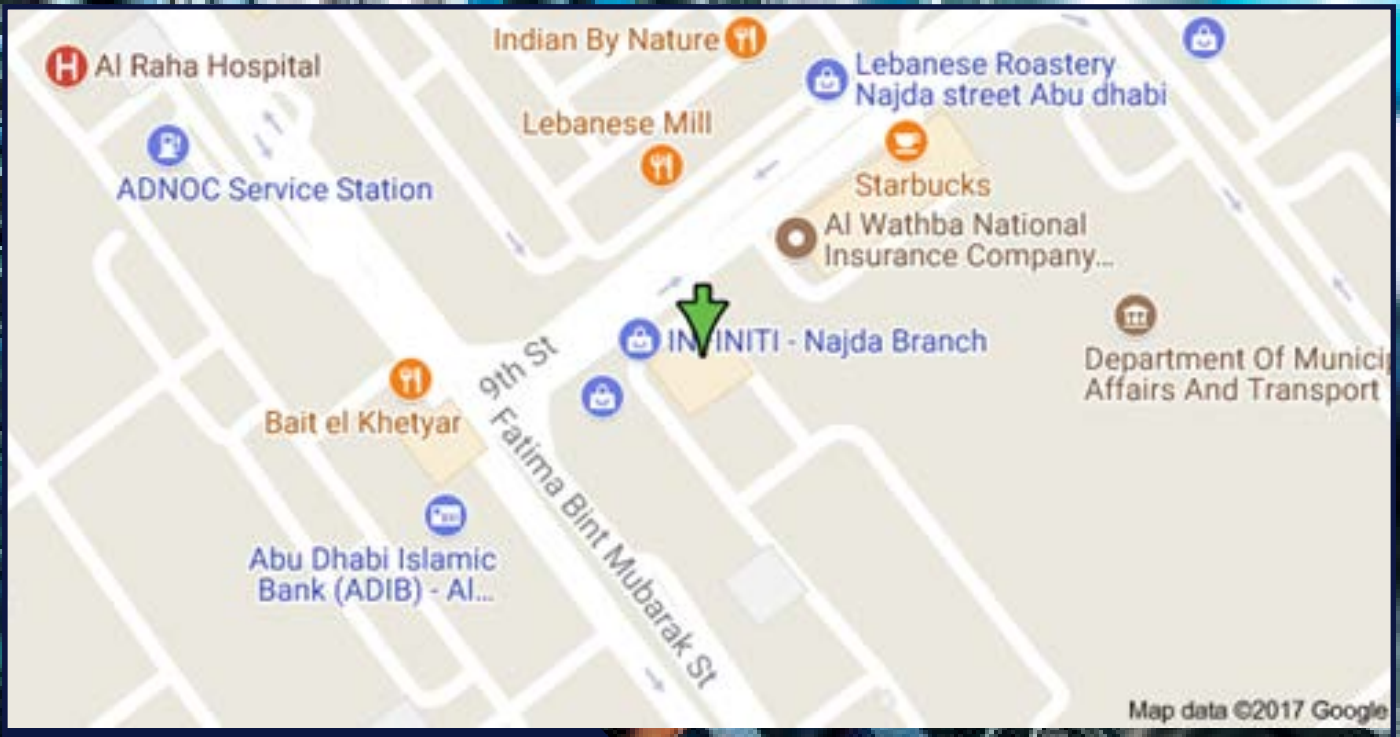 Indian By Nature
Al Raha Hospital
Lebanese Roastery
Najda street Abu dhabi
Lebanese Mill
ADNOC Service Station
Starbucks
Al Wathba National
Insurance Company...
INFINITI - Najda Branch
9th St
Department Of Municip
Affairs And Transport
Bait el Khetyar
Fatima Bint Mubarak St
Abu Dhabi Islamic
Bank (ADIB) - Al...
Map data ©2017 Google